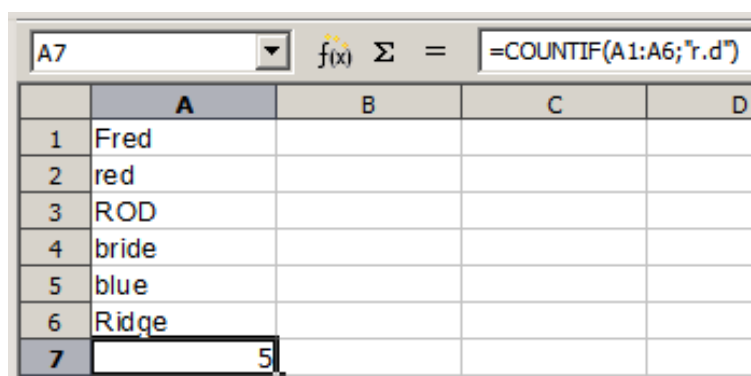 A7 f(x) Σ = =COUNTIF(A1:A6;"r.d")
A B C D
1 Fred
2 red
3 ROD
4 bride
5 blue
6 Ridge
7 5